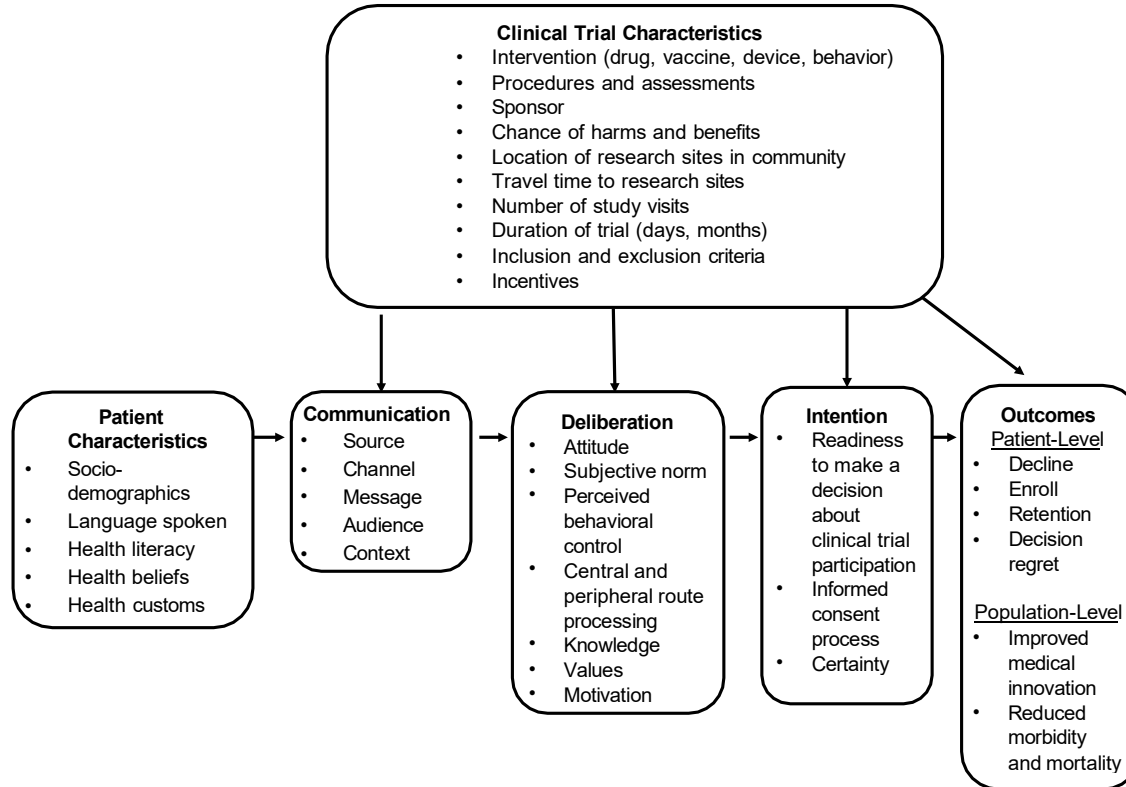 Clinical Trial Characteristics
• Intervention (drug, vaccine, device, behavior)
• Procedures and assessments
• Sponsor
• Chance of harms and benefits
• Location of research sites in community
• Travel time to research sites
• Number of study visits
• Duration of trial (days, months)
• Inclusion and exclusion criteria
• Incentives
Patient
Characteristics
• Socio-
demographics
• Language spoken
• Health literacy
• Health beliefs
• Health customs
Communication
• Source
• Channel
• Message
• Audience
• Context
Deliberation
• Attitude
• Subjective norm
• Perceived
behavioral
control
• Central and
peripheral route
processing
• Knowledge
• Values
• Motivation
Intention
• Readiness
to make a
decision
about
clinical trial
participation
• Informed
consent
process
• Certainty
Outcomes
Patient-Level
• Decline
• Enroll
• Retention
• Decision
regret
Population-Level
• Improved
medical
innovation
• Reduced
morbidity
and mortality